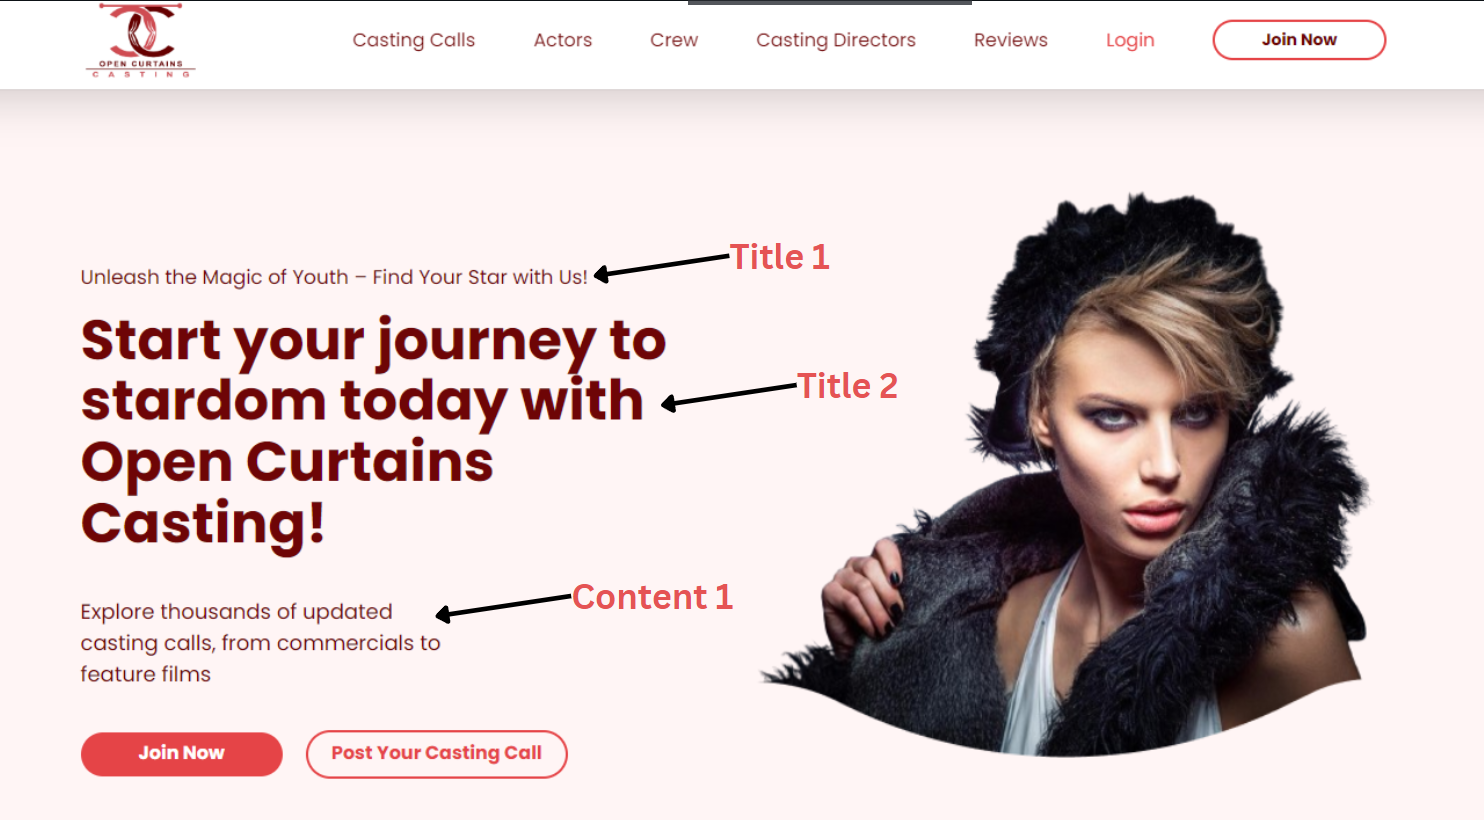 OPEN CURTAINS
CASTING
Casting Calls
Actors
Crew
Casting Directors
Reviews
Login
Join Now
Unleash the Magic of Youth – Find Your Star with Us!
Title 1
Start your journey to
stardom today with
Title 2
Open Curtains
Casting!
Content 1
Explore thousands of updated
casting calls, from commercials to
feature films
Join Now
Post Your Casting Call